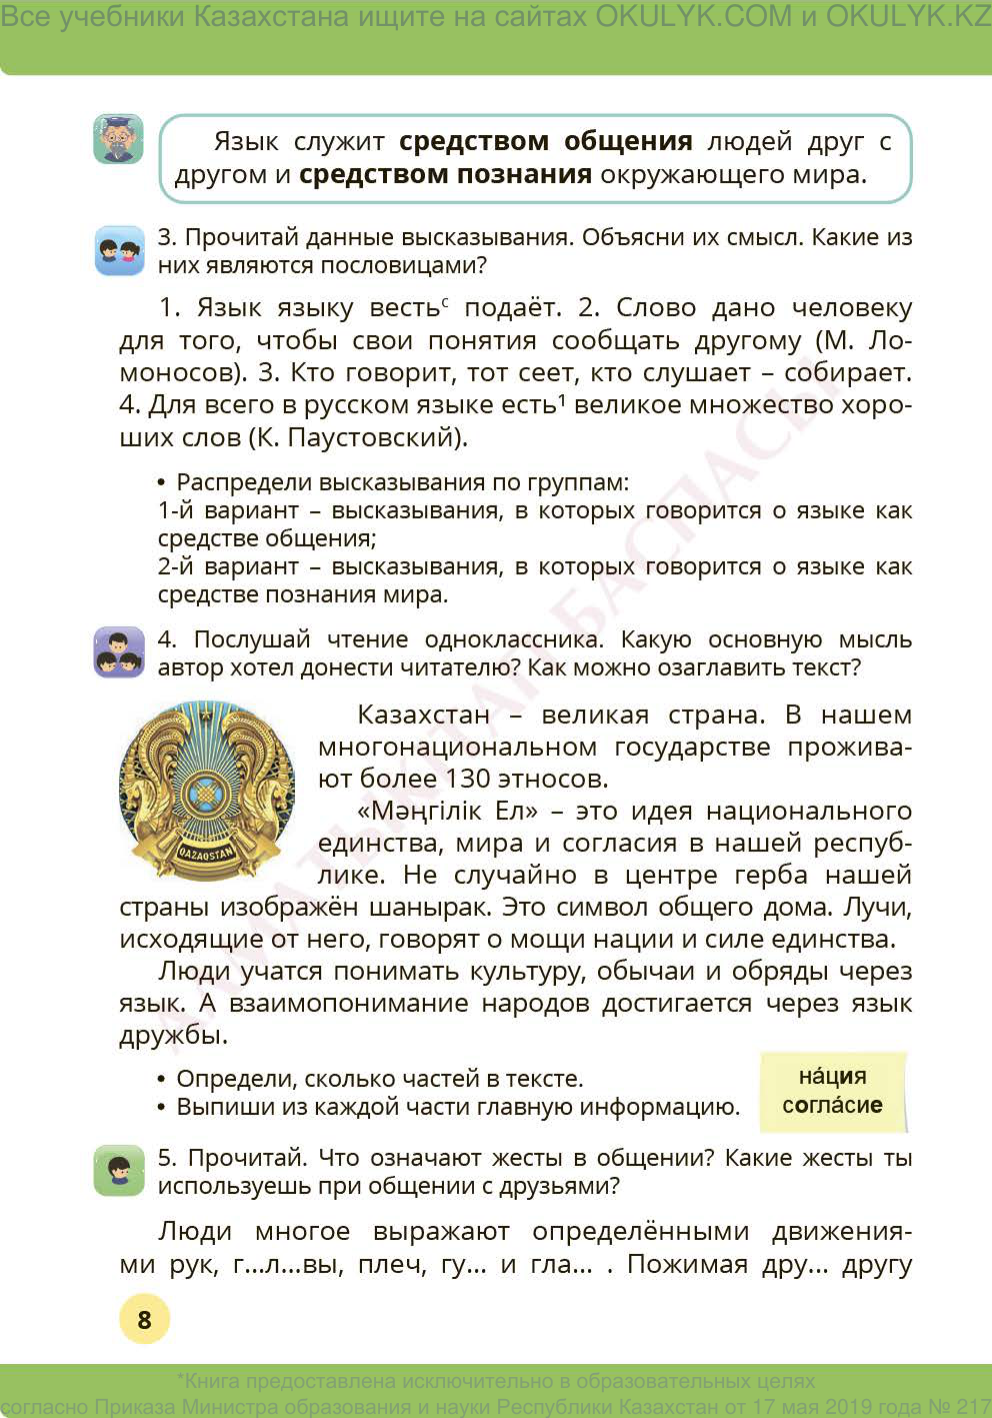 Все учебники Казахстана ищите на сайтах OKULYK.COM и OKULYK.KZ
Язык служит средством общения людей друг с
другом и средством познания окружающего мира.
3. Прочитай данные высказывания. Объясни их смысл. Какие из
них являются пословицами?
1. Язык языку весть^с подаёт. 2. Слово дано человеку
для того, чтобы свои понятия сообщать другому (М. Ло-
моносов). 3. Кто говорит, тот сеет, кто слушает – собирает.
4. Для всего в русском языке есть¹ великое множество хоро-
ших слов (К. Паустовский).
• Распредели высказывания по группам:
1-й вариант – высказывания, в которых говорится о языке как
средстве общения;
2-й вариант – высказывания, в которых говорится о языке как
средстве познания мира.
4. Послушай чтение одноклассника. Какую основную мысль
автор хотел донести читателю? Как можно озаглавить текст?
Казахстан – великая страна. В нашем
многонациональном государстве прожива-
ют более 130 этносов.
«Мәңгілік Ел» – это идея национального
единства, мира и согласия в нашей респуб-
лике. Не случайно в центре герба нашей
страны изображён шанырак. Это символ общего дома. Лучи,
исходящие от него, говорят о мощи нации и силе единства.
QAZAQSTAN
Люди учатся понимать культуру, обычаи и обряды через
язык. А взаимопонимание народов достигается через язык
дружбы.
• Определи, сколько частей в тексте.
• Выпиши из каждой части главную информацию.
на́ция
согла́сие
5. Прочитай. Что означают жесты в общении? Какие жесты ты
используешь при общении с друзьями?
Люди многое выражают определёнными движения-
ми рук, г...л...вы, плеч, гу... и гла... . Пожимая дру... другу
8
АЛМАТЫКІТАП БАСПАСЫ
*Книга предоставлена исключительно в образовательных целях
согласно Приказа Министра образования и науки Республики Казахстан от 17 мая 2019 года № 217